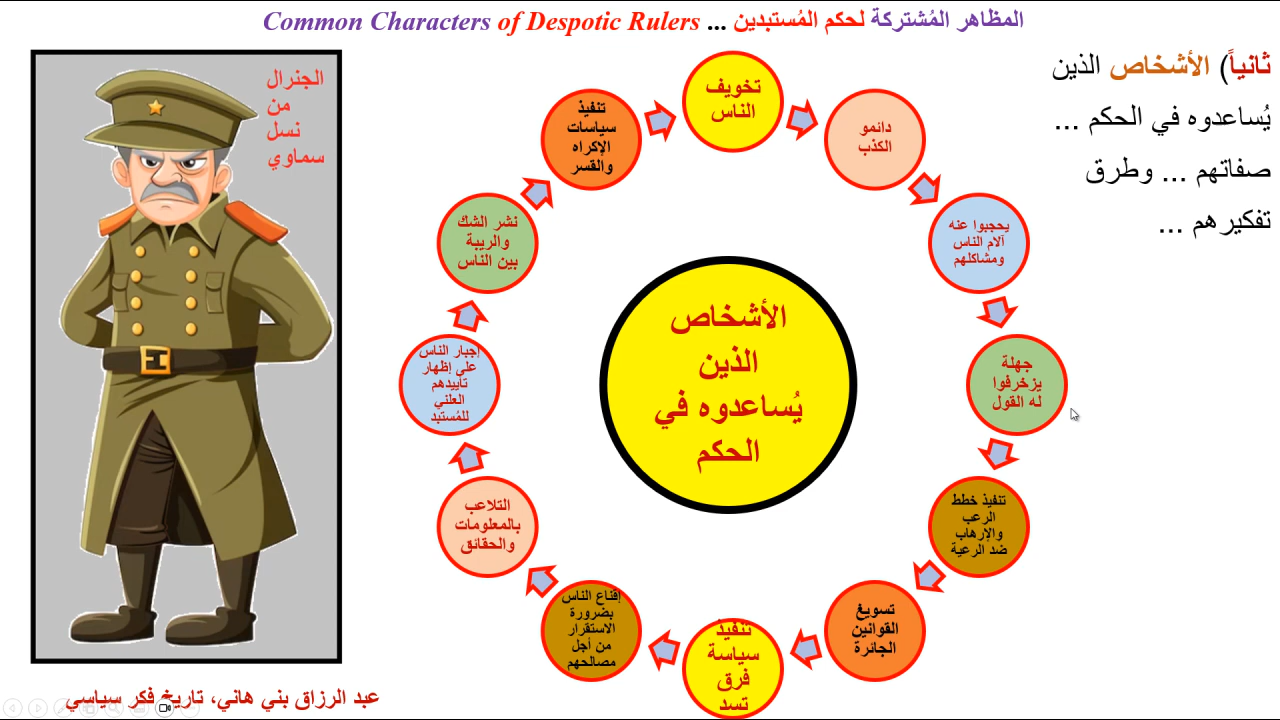 المظاهر المُشتركة لحكم المُستبدين ... Common Characters of Despotic Rulers
ثانياً) الأشخاص الذين
يُساعدوه في الحكم ...
صفاتهم ... وطرق
تفكيرهم ...
الجنرال
من
نسل
سماوي
الأشخاص
الذين
يُساعدوه في
الحكم
تخويف
الناس
دائمو
الكذب
يحجبوا عنه
آلام الناس
ومشاكلهم
جهلة
يزخرفوا
له القول
تنفيذ خطط
الرعب
والإرهاب
ضد الرعية
تسويغ
القوانين
الجائرة
تنفيذ
سياسة
فرق
تسد
إقناع الناس
بضرورة
الاستقرار
من أجل
مصالحهم
التلاعب
بالمعلومات
والحقائق
إجبار الناس
على إظهار
تأييدهم
العلني
للمُستبد
نشر الشك
والريبة
بين الناس
تنفيذ
سياسات
الإكراه
والقسر
عبد الرزاق بني هاني، تاريخ فكر سياسي